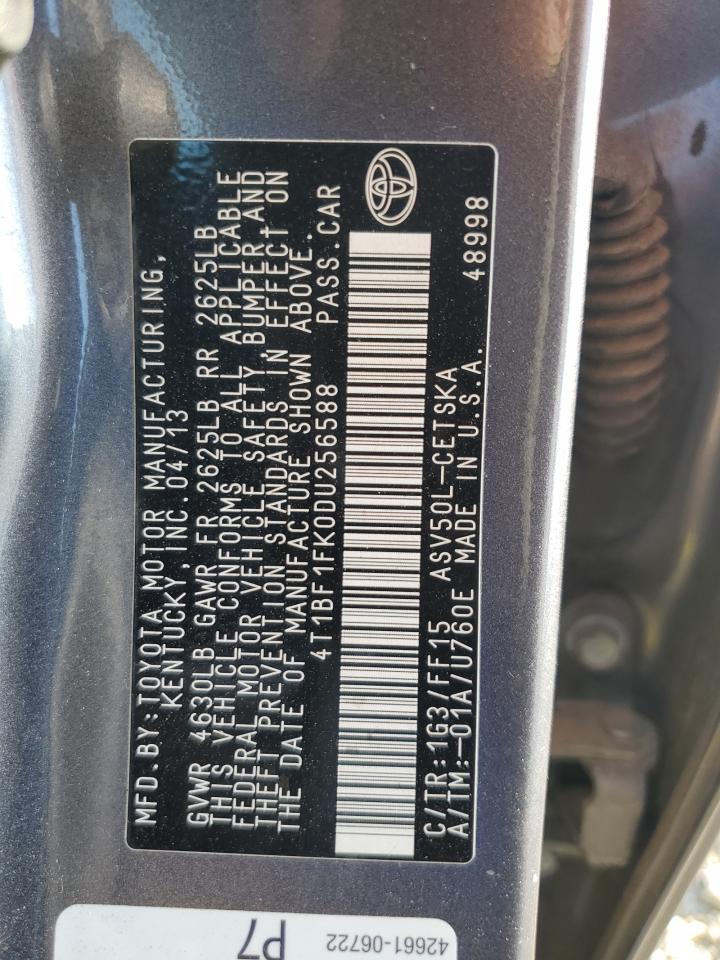 MFD.BY:TOYOTA MOTOR MANUFACTURING,
KENTUCKY, INC.04/13
GVWR 4630LB GAWR FR 2625LB RR 2625LB
THIS VEHICLE CONFORMS TO ALL APPLICABLE
FEDERAL MOTOR VEHICLE SAFETY, BUMPER,AND
THEFT PREVENTION STANDARDS IN EFFECT ON
THE DATE OF MANUFACTURE SHOWN ABOVE.
4T1BF1FK0DU256588 PASS.CAR
C/TR:1G3/FF15 ASV50L-CETSKA
A/TM:-01A/U760E MADE IN U.S.A. 48998
42661-06722
P7